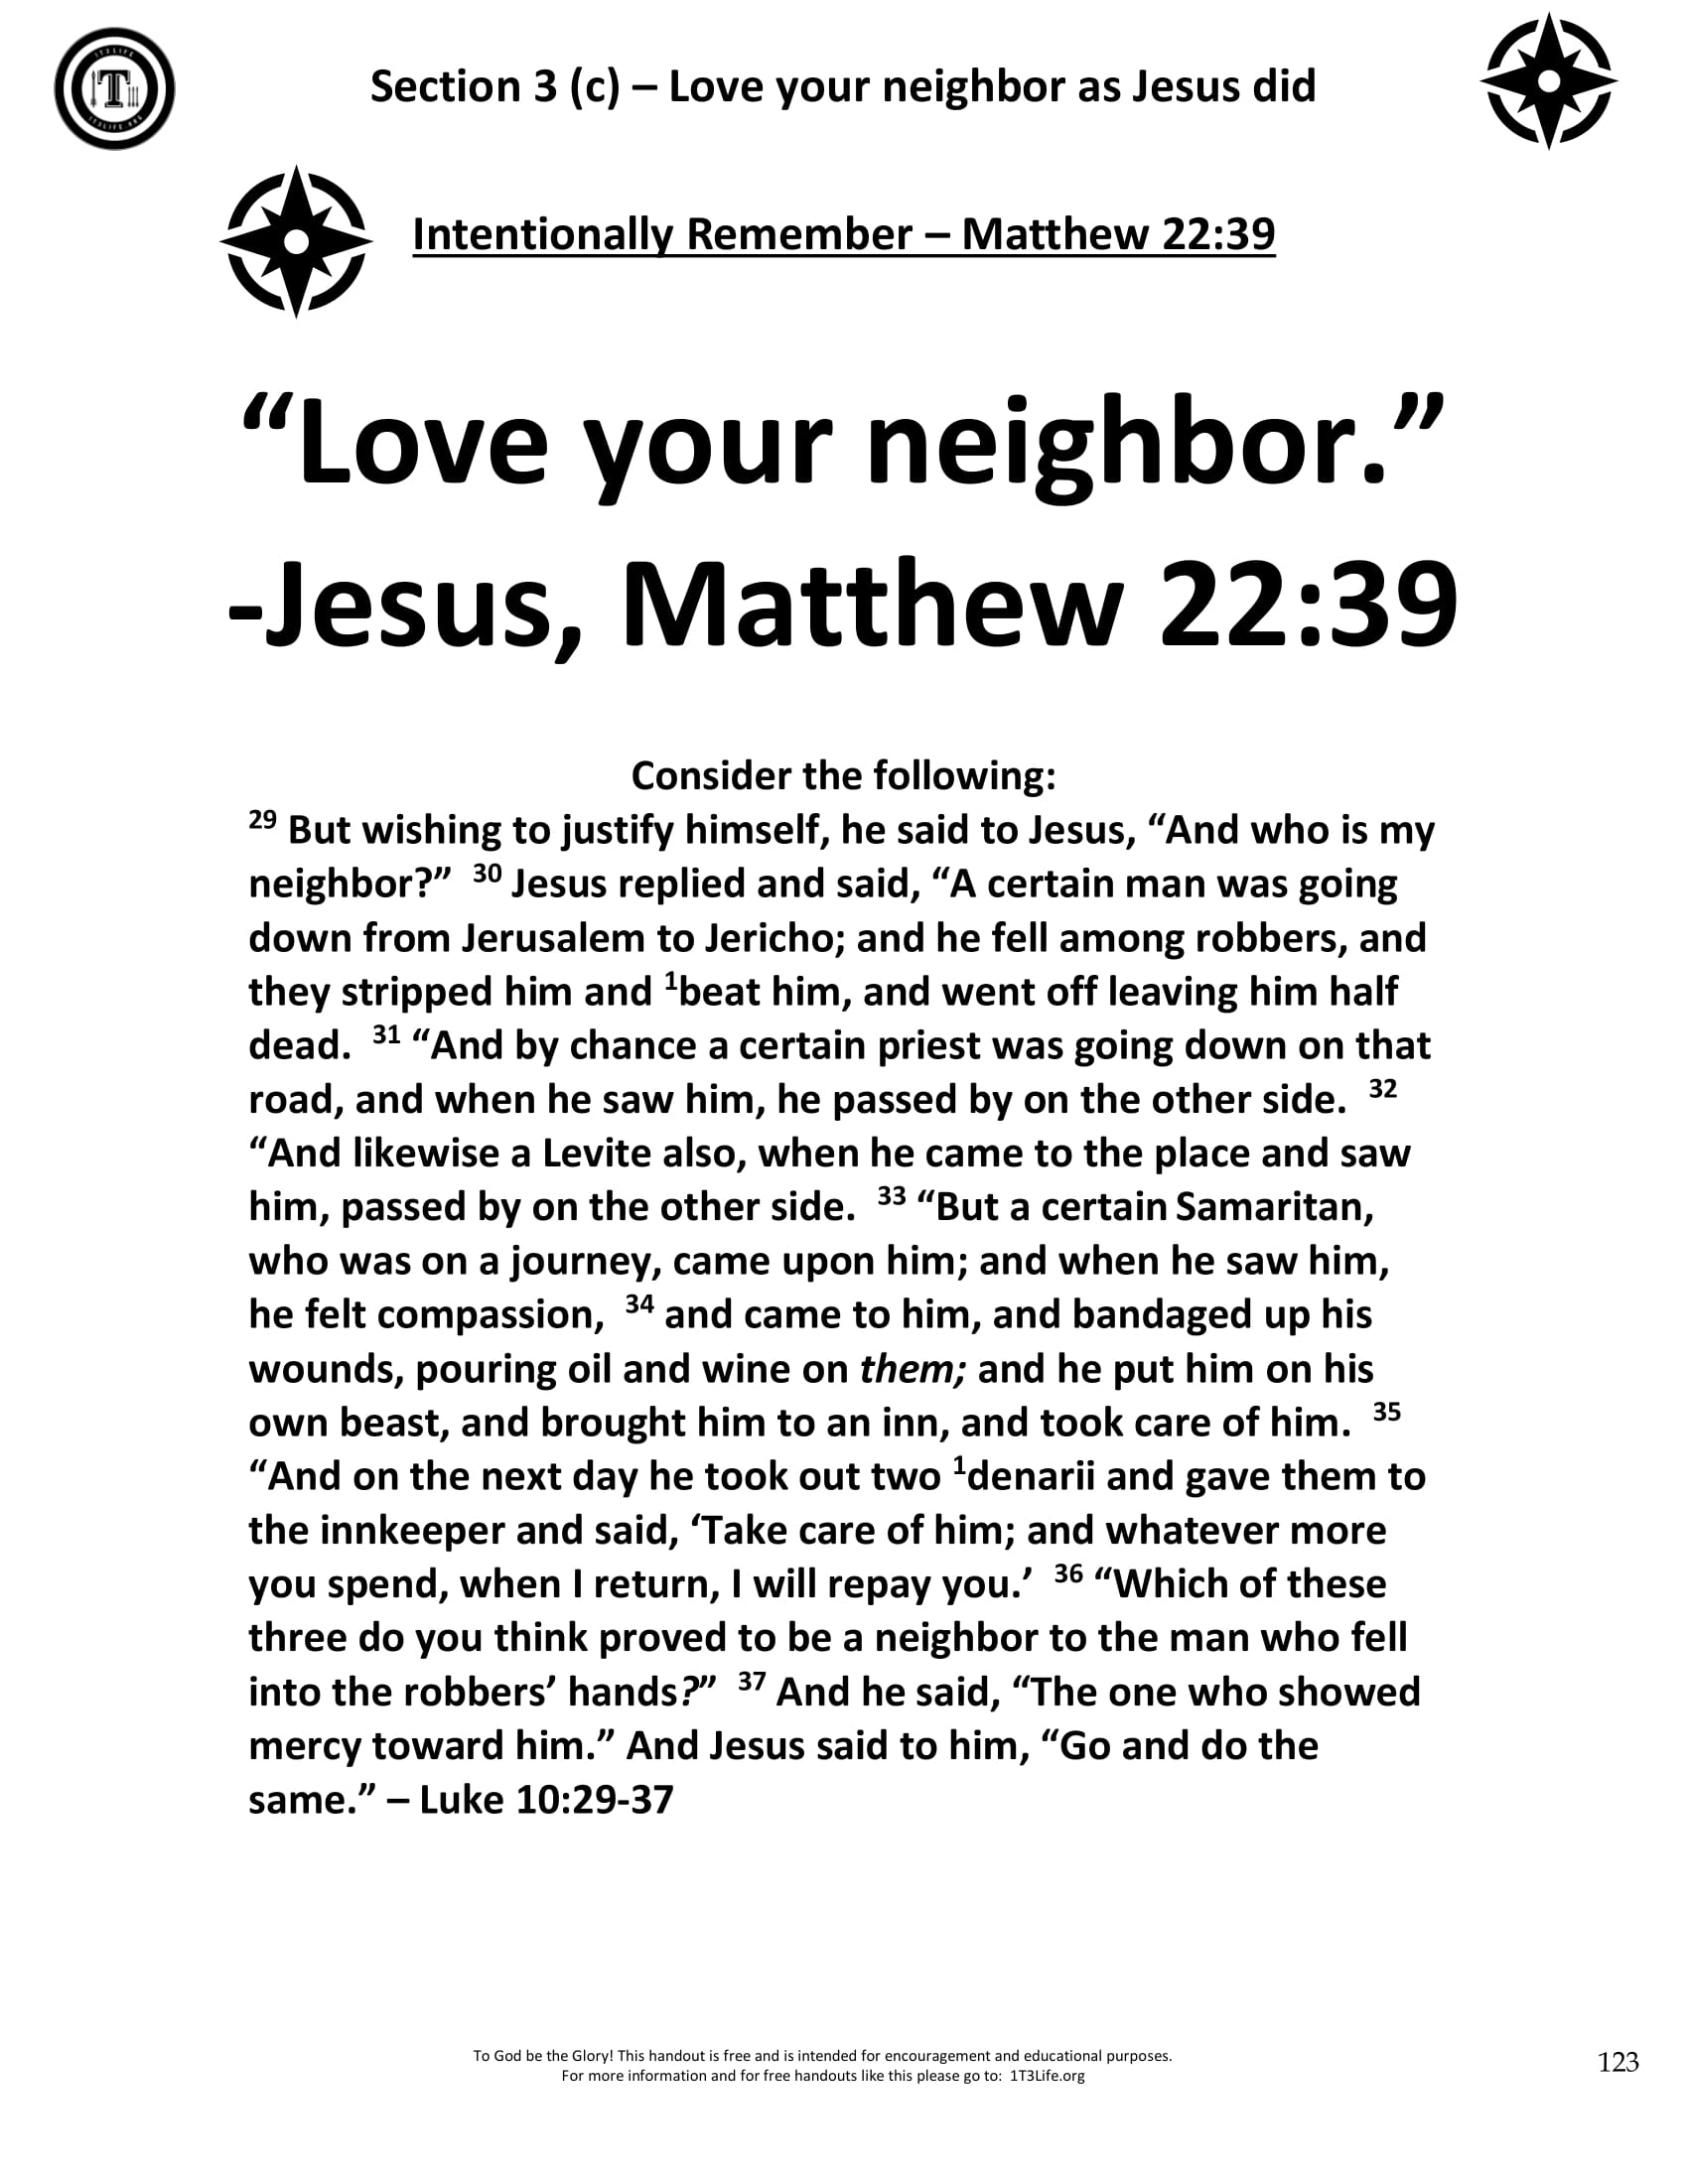 1T3LIFE
T
1T3LIFE.ORG
Section 3 (c) – Love your neighbor as Jesus did
Intentionally Remember – Matthew 22:39
“Love your neighbor.”
-Jesus, Matthew 22:39
Consider the following:
29 But wishing to justify himself, he said to Jesus, “And who is my
neighbor?” 30 Jesus replied and said, “A certain man was going
down from Jerusalem to Jericho; and he fell among robbers, and
they stripped him and 1beat him, and went off leaving him half
dead. 31 “And by chance a certain priest was going down on that
road, and when he saw him, he passed by on the other side. 32
“And likewise a Levite also, when he came to the place and saw
him, passed by on the other side. 33 “But a certain Samaritan,
who was on a journey, came upon him; and when he saw him,
he felt compassion, 34 and came to him, and bandaged up his
wounds, pouring oil and wine on them; and he put him on his
own beast, and brought him to an inn, and took care of him. 35
“And on the next day he took out two 1denarii and gave them to
the innkeeper and said, ‘Take care of him; and whatever more
you spend, when I return, I will repay you.’ 36 “Which of these
three do you think proved to be a neighbor to the man who fell
into the robbers’ hands?” 37 And he said, “The one who showed
mercy toward him.” And Jesus said to him, “Go and do the
same.” – Luke 10:29-37
To God be the Glory! This handout is free and is intended for encouragement and educational purposes.
For more information and for free handouts like this please go to: 1T3Life.org
123